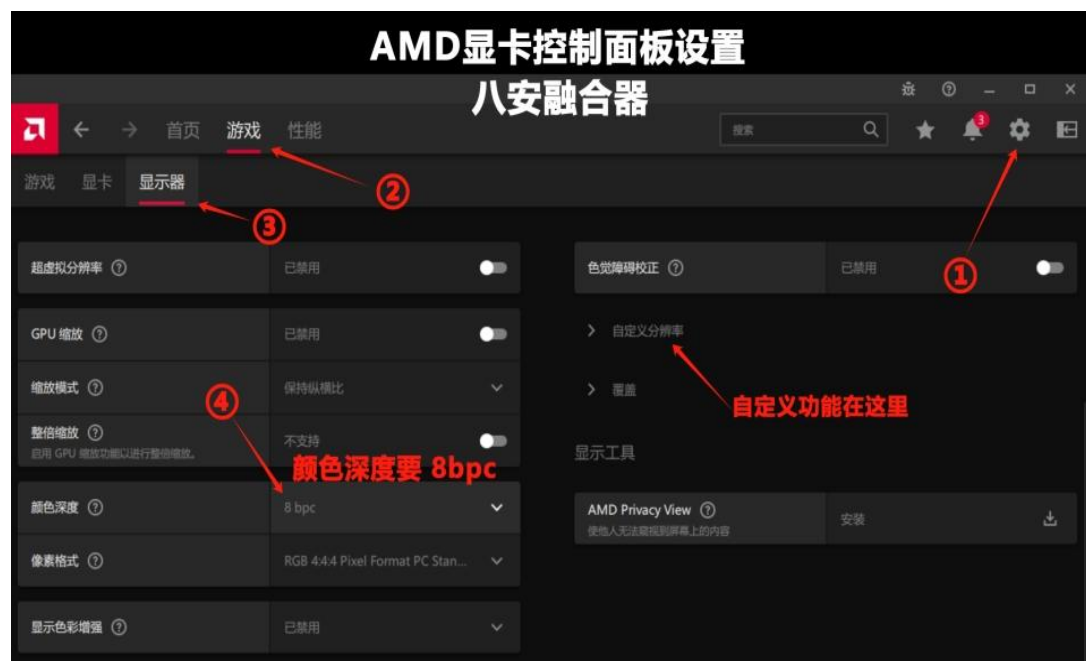 AMD显卡控制面板设置
八安融合器
首页 游戏 性能
搜索
3
②
游戏 显卡 显示器
③
①
超虚拟分辨率 已禁用
色觉障碍校正 已禁用
GPU 缩放 已禁用
自定义分辨率
缩放模式 保持纵横比
④
覆盖
自定义功能在这里
整倍缩放 不支持
启用 GPU 缩放功能以进行整倍缩放。
显示工具
颜色深度要 8bpc
颜色深度 8 bpc
AMD Privacy View 安装
使他人无法窥视到屏幕上的内容
像素格式 RGB 4:4:4 Pixel Format PC Stan...
显示色彩增强 已禁用